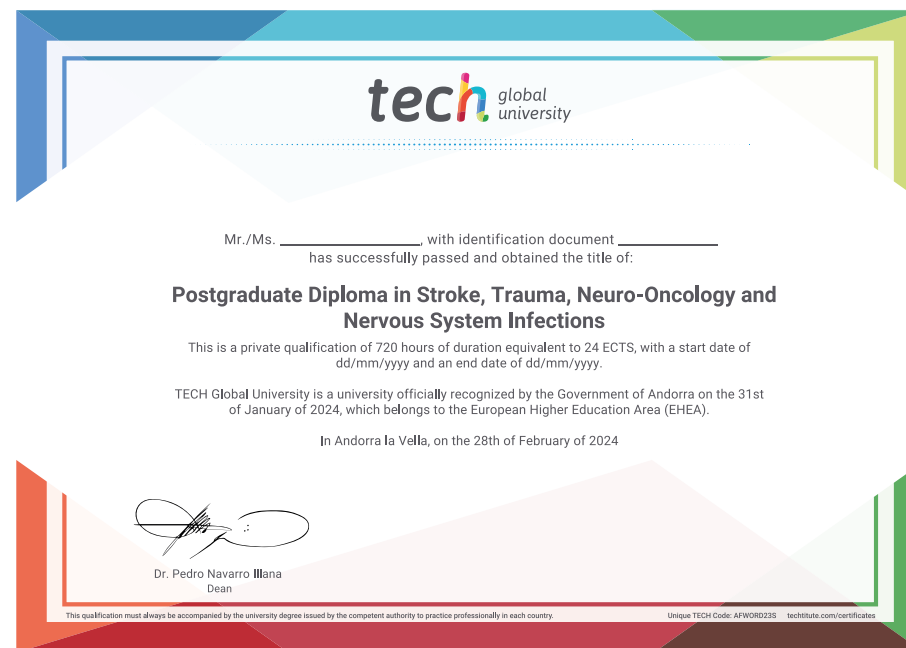 tech global university
Mr./Ms. ____________, with identification document ____________
has successfully passed and obtained the title of:
Postgraduate Diploma in Stroke, Trauma, Neuro-Oncology and
Nervous System Infections
This is a private qualification of 720 hours of duration equivalent to 24 ECTS, with a start date of
dd/mm/yyyy and an end date of dd/mm/yyyy.
TECH Global University is a university officially recognized by the Government of Andorra on the 31st
of January of 2024, which belongs to the European Higher Education Area (EHEA).
In Andorra la Vella, on the 28th of February of 2024
Dr. Pedro Navarro Illana
Dean
This qualification must always be accompanied by the university degree issued by the competent authority to practice professionally in each country.
Unique TECH Code: AFWORD23S techtitute.com/certificates